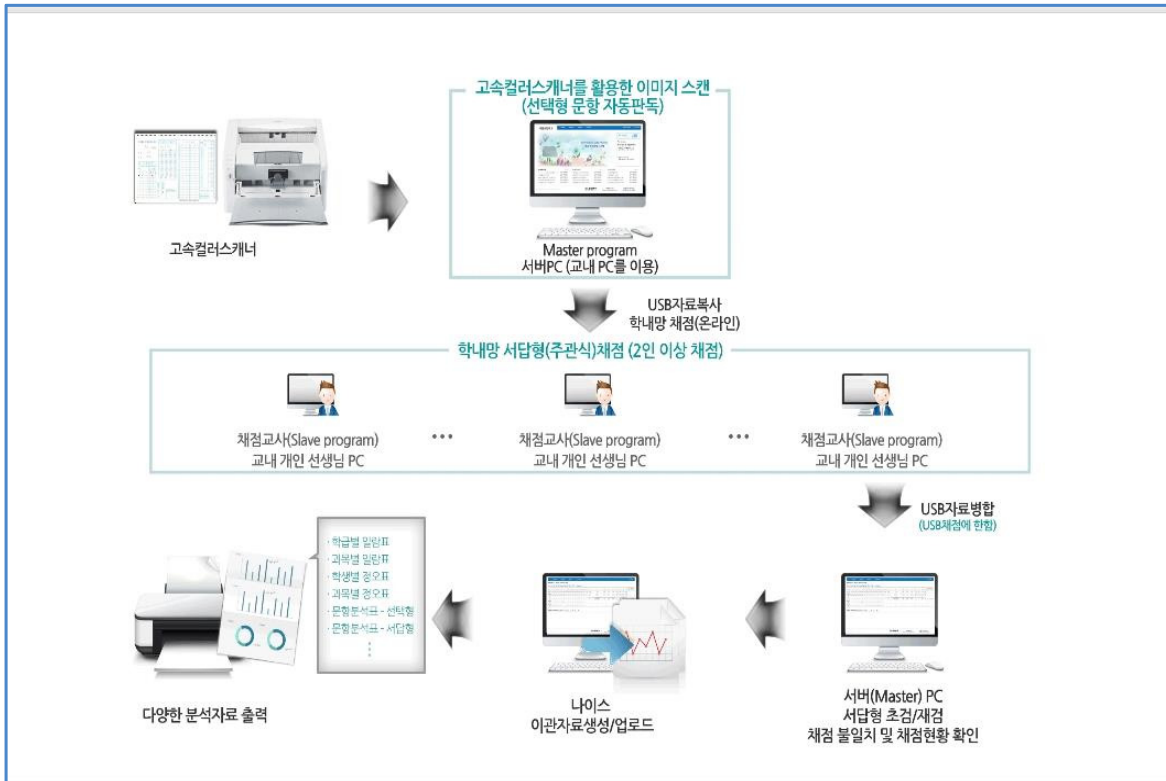 고속컬러스캐너를 활용한 이미지 스캔
(선택형 문항 자동판독)
고속컬러스캐너
Master program
서버PC (교내 PC를 이용)
USB자료복사
학내망 채점(온라인)
학내망 서답형(주관식)채점 (2인 이상 채점)
채점교사(Slave program)
교내 개인 선생님 PC
...
채점교사(Slave program)
교내 개인 선생님 PC
...
채점교사(Slave program)
교내 개인 선생님 PC
USB자료병합
(USB채점에 한함)
· 학급별 일람표
· 과목별 일람표
· 학생별 정오표
· 과목별 정오표
· 문항분석표 - 선택형
· 문항분석표 - 서답형
다양한 분석자료 출력
나이스
이관자료생성/업로드
서버(Master) PC
서답형 초검/재검
채점 불일치 및 채점현황 확인